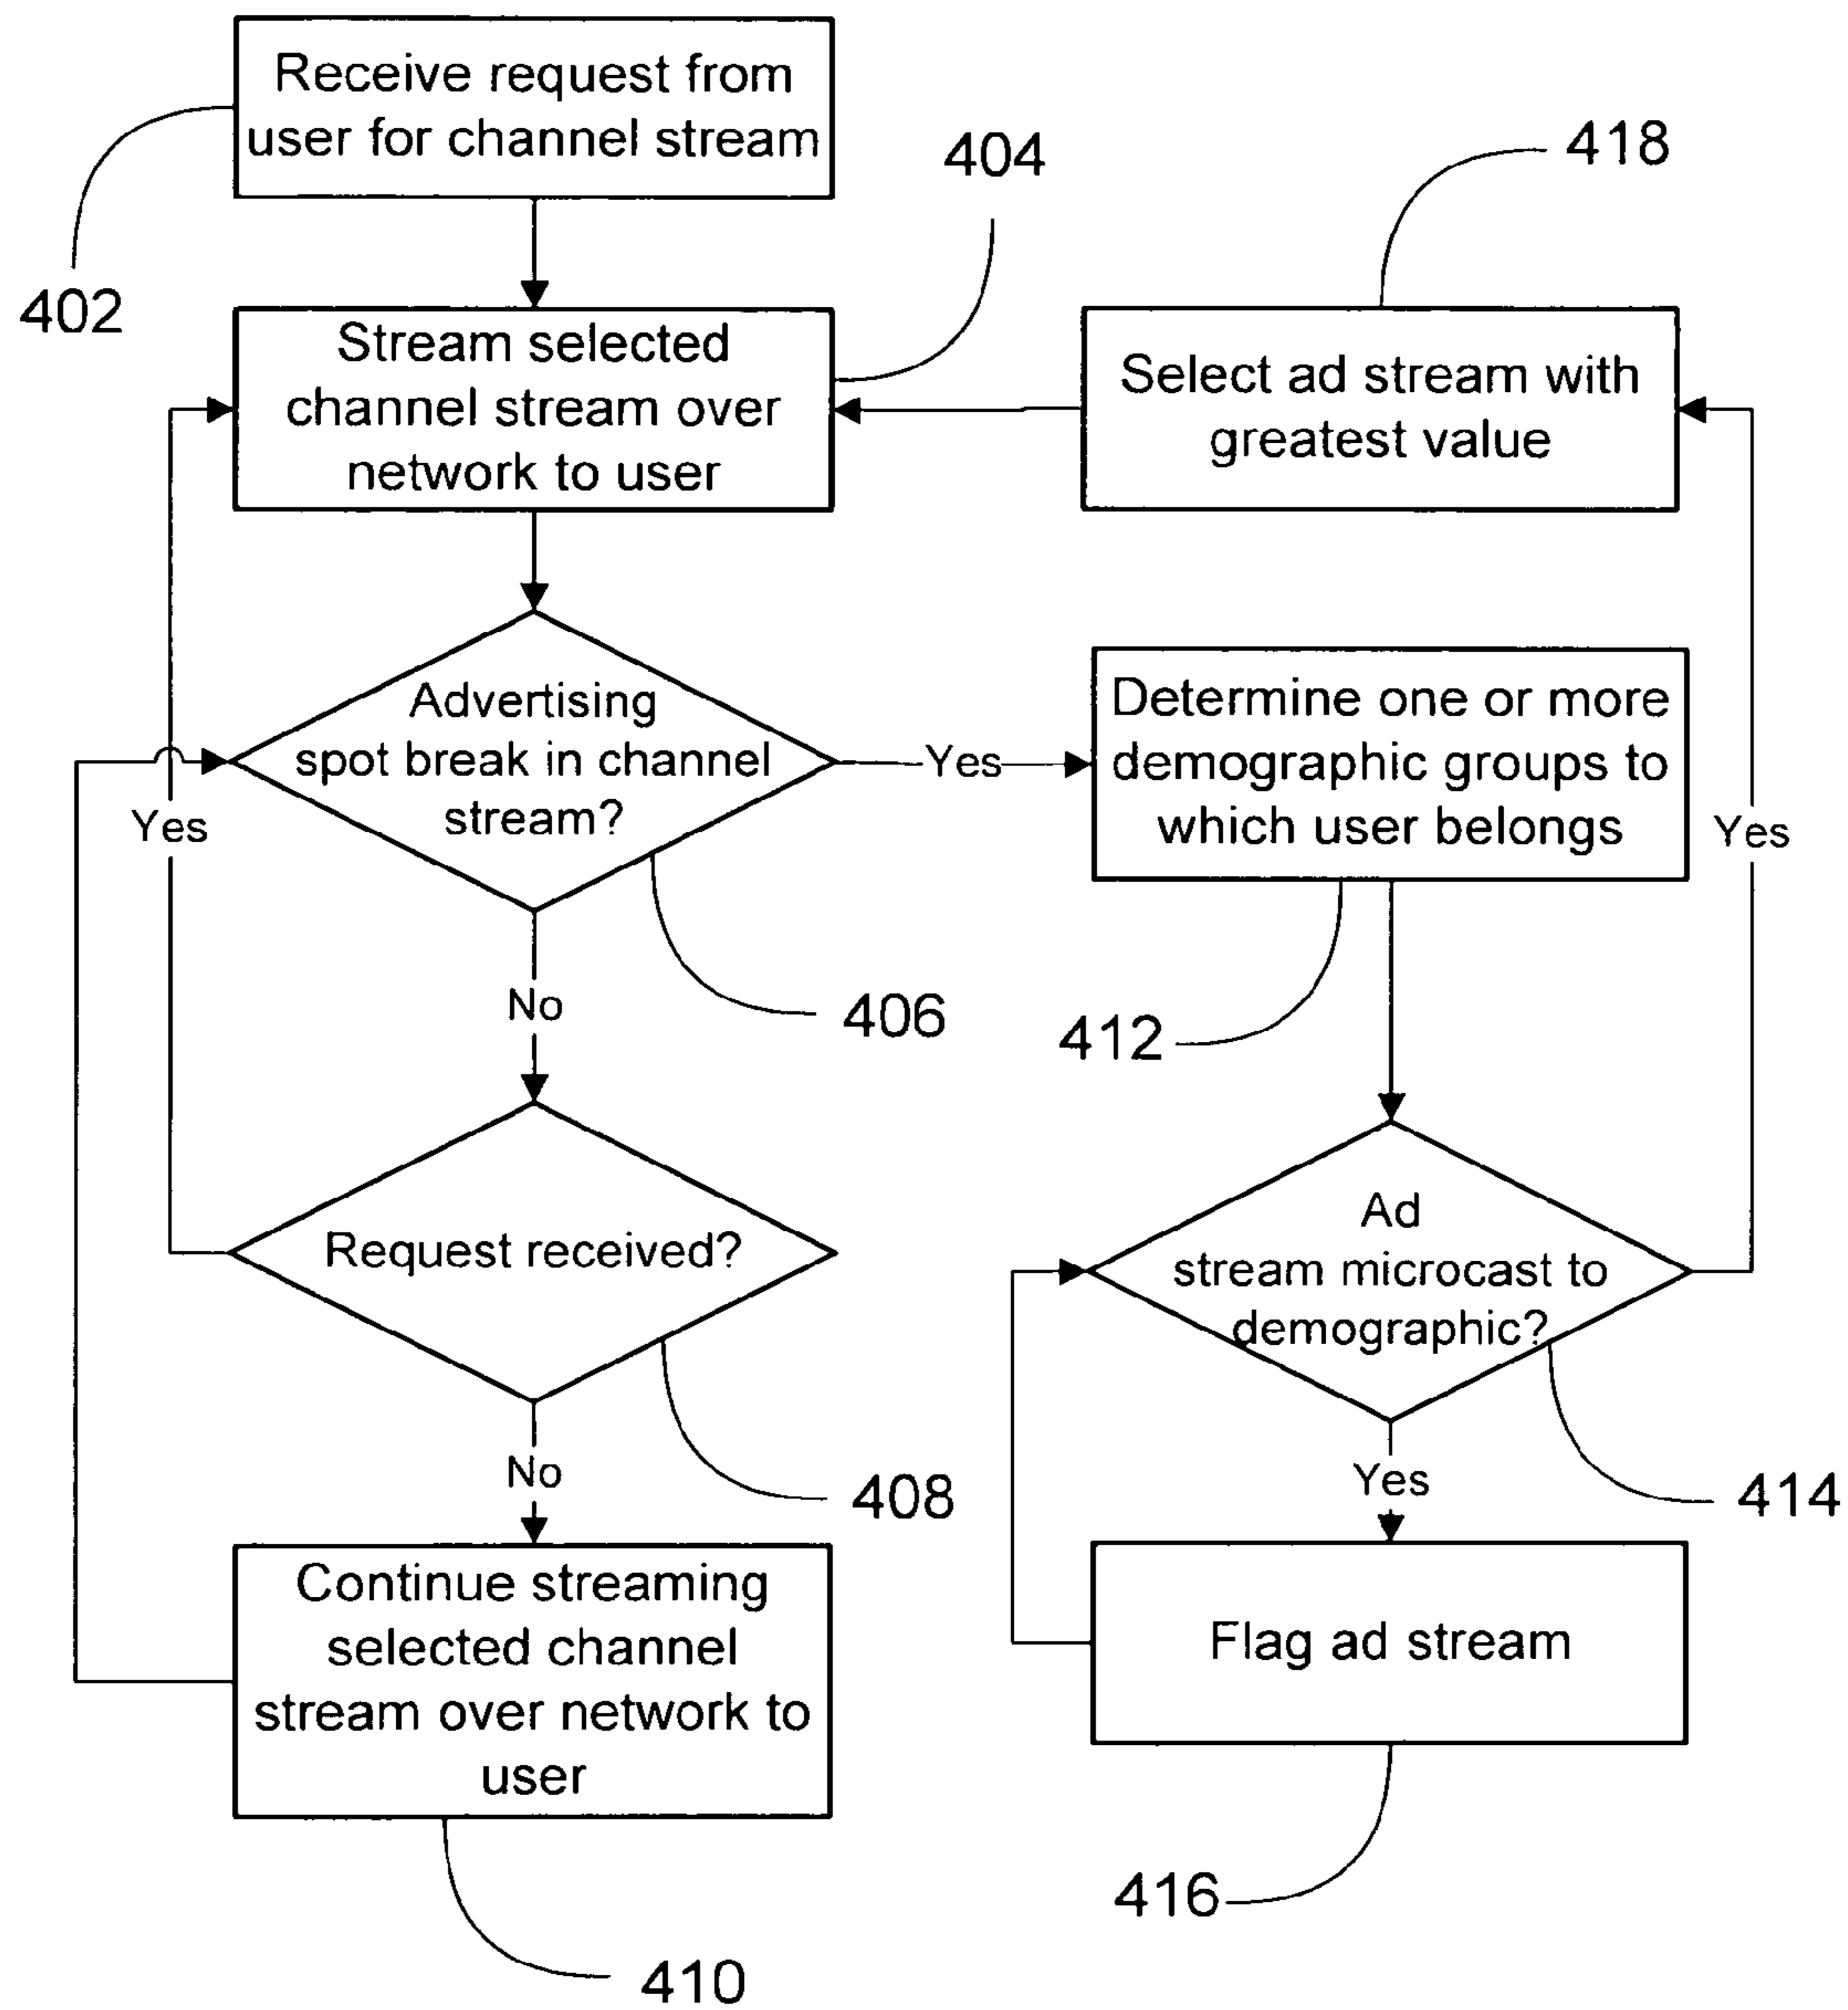 Receive request from
user for channel stream
402
404
418
Stream selected
channel stream over
network to user
Select ad stream with
greatest value
Advertising
spot break in channel
stream?
Yes
Determine one or more
demographic groups to
which user belongs
Yes
Yes
No
406
412
Request received?
Ad
stream microcast to
demographic?
No
408
Yes
414
Continue streaming
selected channel
stream over network to
user
Flag ad stream
416
410